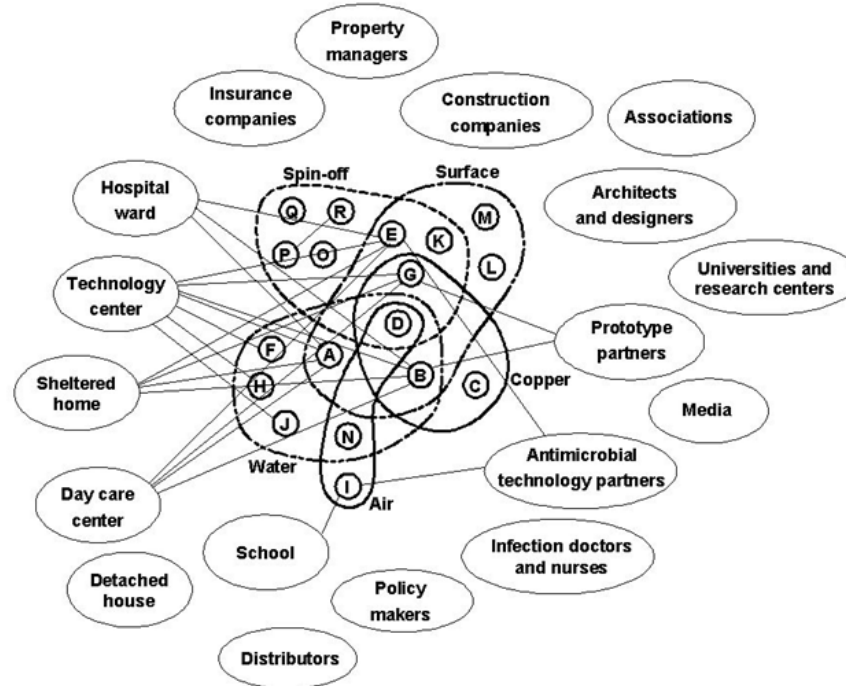 Property
managers
Insurance
companies
Construction
companies
Associations
Spin-off
Surface
Hospital
ward
Architects
and designers
Q
R
M
E
K
P
O
L
G
Technology
center
Universities and
research centers
D
Prototype
partners
F
A
B
C
Copper
H
Sheltered
home
Media
J
N
Water
Antimicrobial
technology partners
I
Air
Day care
center
School
Infection doctors
and nurses
Detached
house
Policy
makers
Distributors